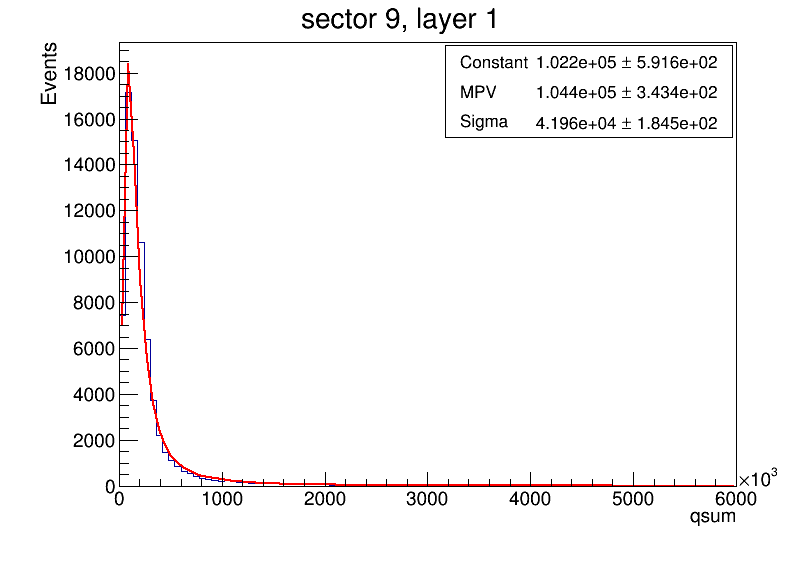 sector 9, layer 1
Events
Constant 1.022e+05 ± 5.916e+02
MPV 1.044e+05 ± 3.434e+02
Sigma 4.196e+04 ± 1.845e+02
18000
16000
14000
12000
10000
8000
6000
4000
2000
0
0 1000 2000 3000 4000 5000 6000
×10³
qsum